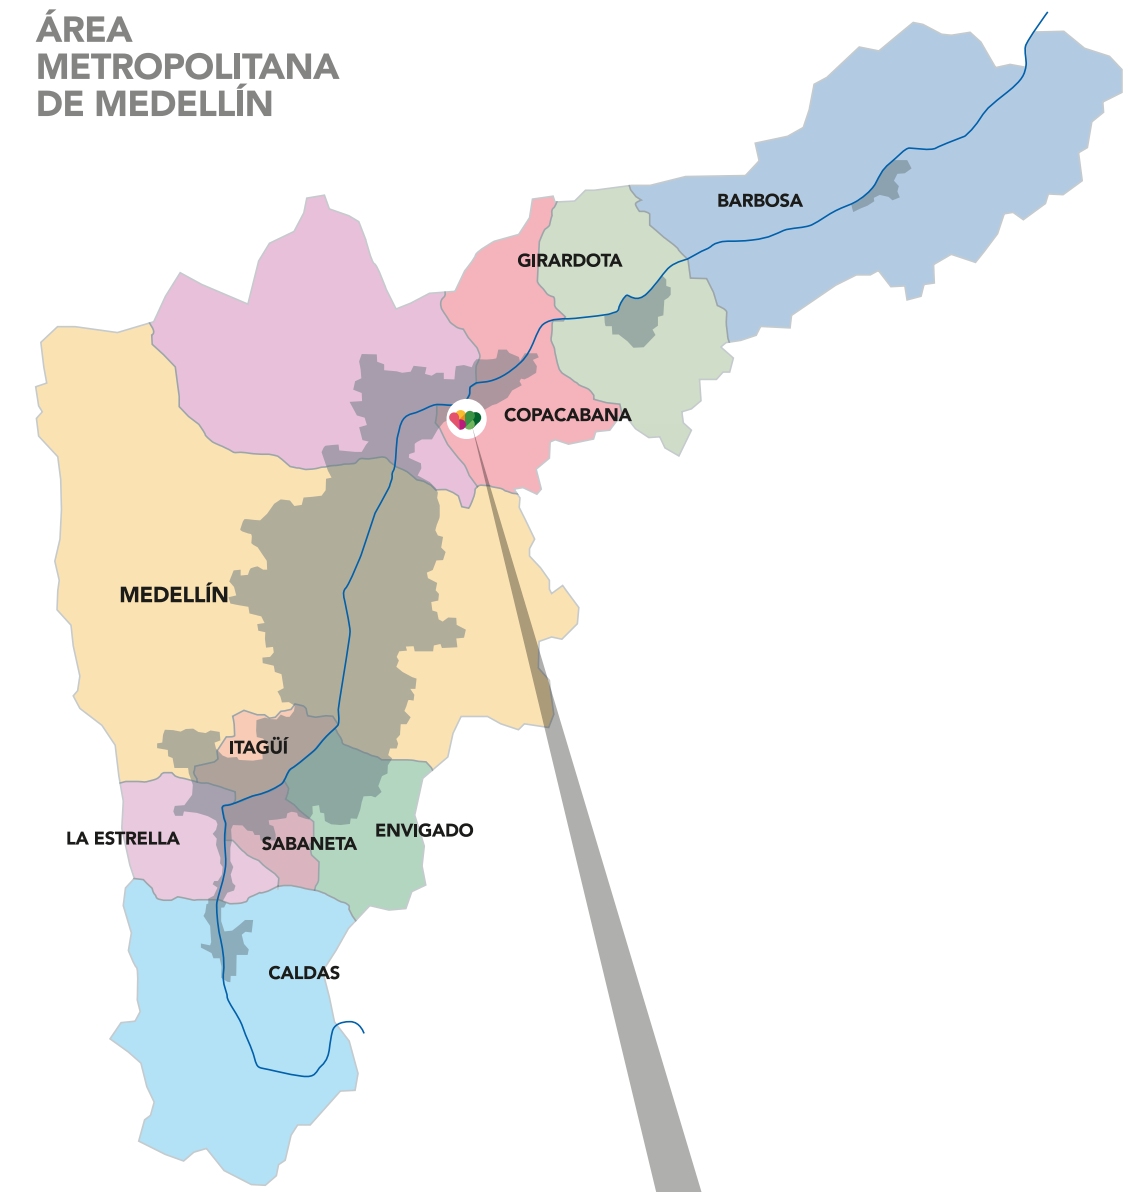 ÁREA
METROPOLITANA
DE MEDELLÍN
BARBOSA
GIRARDOTA
COPACABANA
MEDELLÍN
ITAGÜÍ
LA ESTRELLA
SABANETA
ENVIGADO
CALDAS